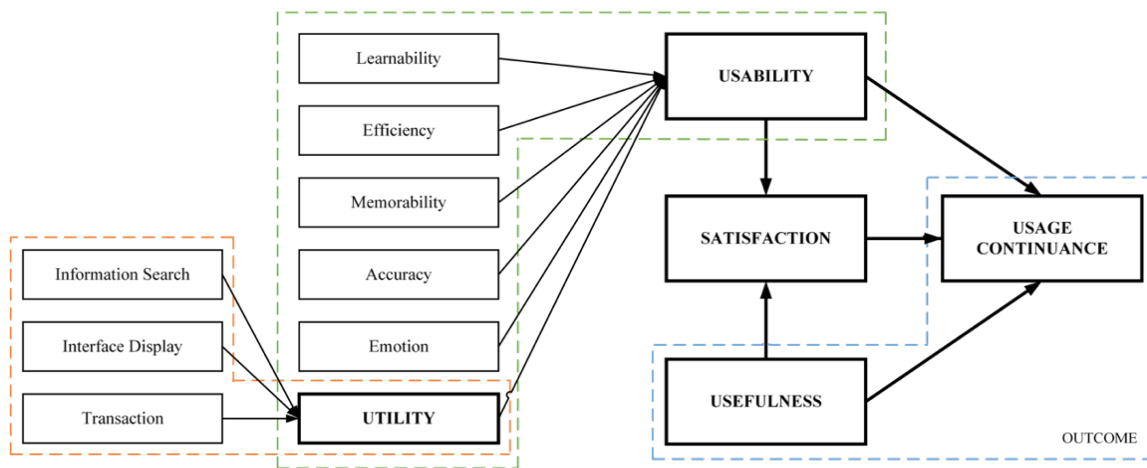 Learnability
Efficiency
Memorability
Accuracy
Emotion
Information Search
Interface Display
Transaction
UTILITY
USABILITY
SATISFACTION
USEFULNESS
USAGE
CONTINUANCE
OUTCOME